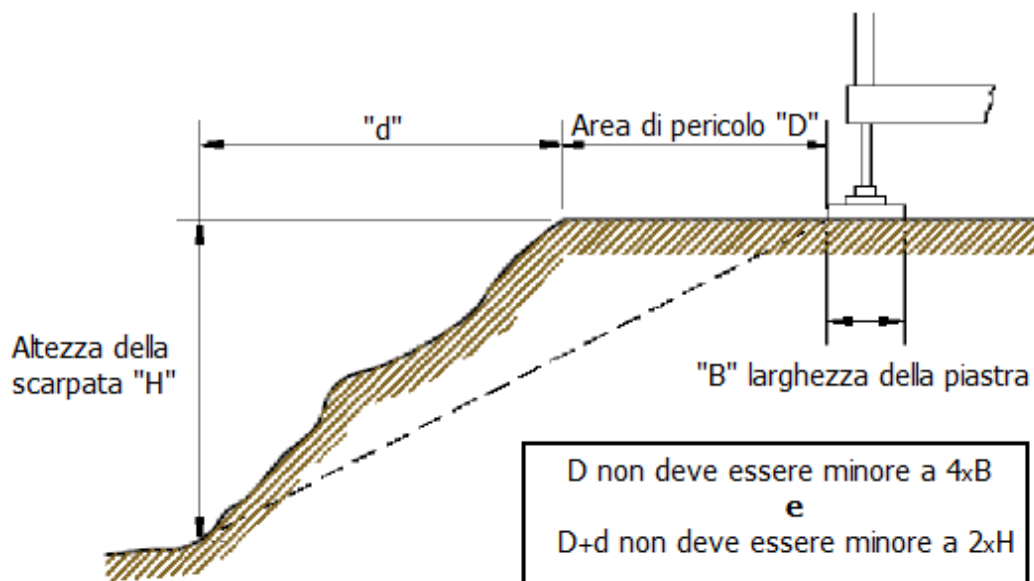 "d"
Area di pericolo "D"
Altezza della
scarpata "H"
"B" larghezza della piastra
D non deve essere minore a 4xB
e
D+d non deve essere minore a 2xH